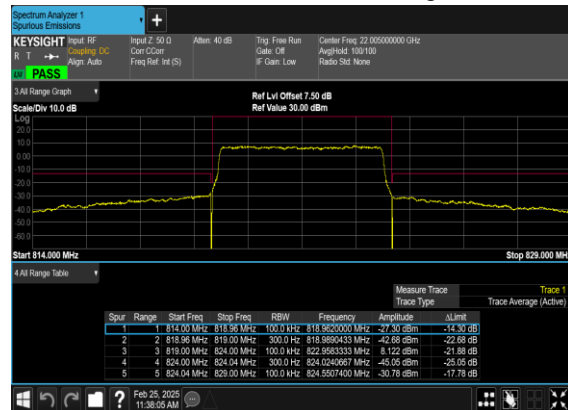 Spectrum Analyzer 1
Spurious Emissions
+
KEYSIGHT Input: RF Input Z: 50 Ω Atten: 40 dB Trig: Free Run Center Freq: 22.005000000 GHz
R T Coupling: DC Corr CCorr Gate: Off Avg|Hold: 100/100
Align: Auto Freq Ref: Int (S) IF Gain: Low Radio Std: None
LXI PASS
3 All Range Graph
Ref Lvl Offset 7.50 dB
Scale/Div 10.0 dB Ref Value 30.00 dBm
Log
20.0
10.0
0.00
-10.0
-20.0
-30.0
-40.0
-50.0
-60.0
Start 814.000 MHz Stop 829.000 MH
4 All Range Table
Measure Trace Trace 1
Trace Type Trace Average (Active)
Spur Range Start Freq Stop Freq RBW Frequency Amplitude ΔLimit
1 1 814.00 MHz 818.96 MHz 100.0 kHz 818.9620000 MHz -27.30 dBm -14.30 dB
2 2 818.96 MHz 819.00 MHz 300.0 Hz 818.9890433 MHz -42.68 dBm -22.68 dB
3 3 819.00 MHz 824.00 MHz 100.0 kHz 822.9583333 MHz 8.122 dBm -21.88 dB
4 4 824.00 MHz 824.04 MHz 300.0 Hz 824.0240667 MHz -45.05 dBm -25.05 dB
5 5 824.04 MHz 829.00 MHz 100.0 kHz 824.5507400 MHz -30.78 dBm -17.78 dB
? Feb 25, 2025
11:38:05 AM